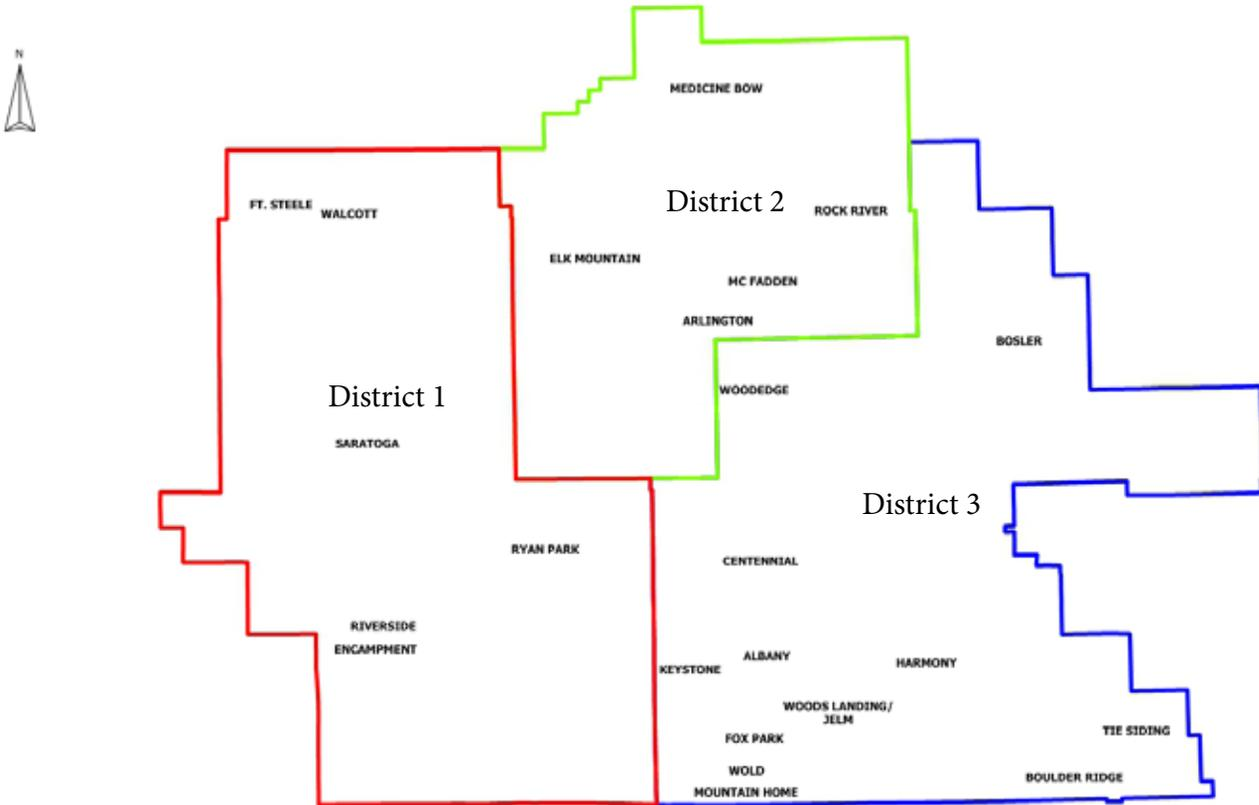 N
MEDICINE BOW
District 2
FT. STEELE
WALCOTT
ROCK RIVER
ELK MOUNTAIN
MC FADDEN
ARLINGTON
BOSLER
WOODEDGE
District 1
SARATOGA
District 3
RYAN PARK
CENTENNIAL
RIVERSIDE
ENCAMPMENT
ALBANY
HARMONY
KEYSTONE
WOODS LANDING/
JELM
FOX PARK
TIE SIDING
WOLD
BOULDER RIDGE
MOUNTAIN HOME